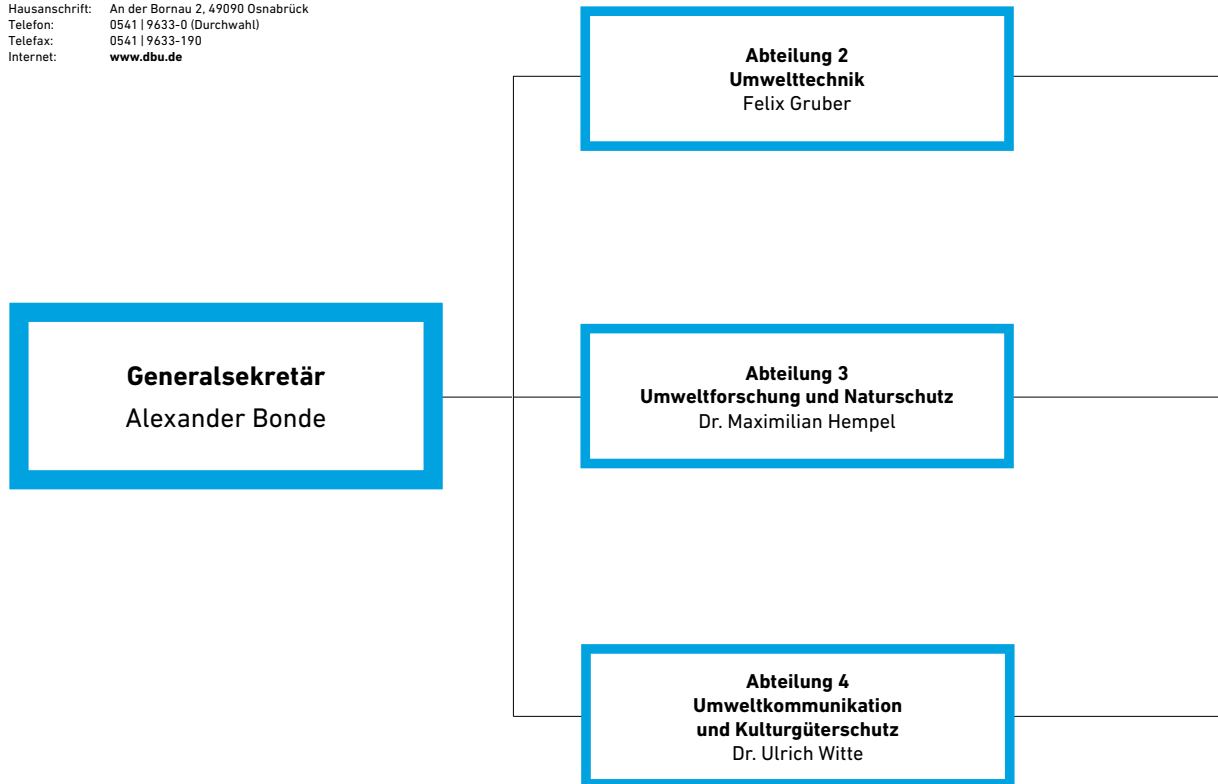 Hausanschrift: An der Bornau 2, 49090 Osnabrück
Telefon: 0541 | 9633-0 (Durchwahl)
Telefax: 0541 | 9633-190
Internet: www.dbu.de
Abteilung 2
Umwelttechnik
Felix Gruber
Generalsekretär
Alexander Bonde
Abteilung 3
Umweltforschung und Naturschutz
Dr. Maximilian Hempel
Abteilung 4
Umweltkommunikation
und Kulturgüterschutz
Dr. Ulrich Witte